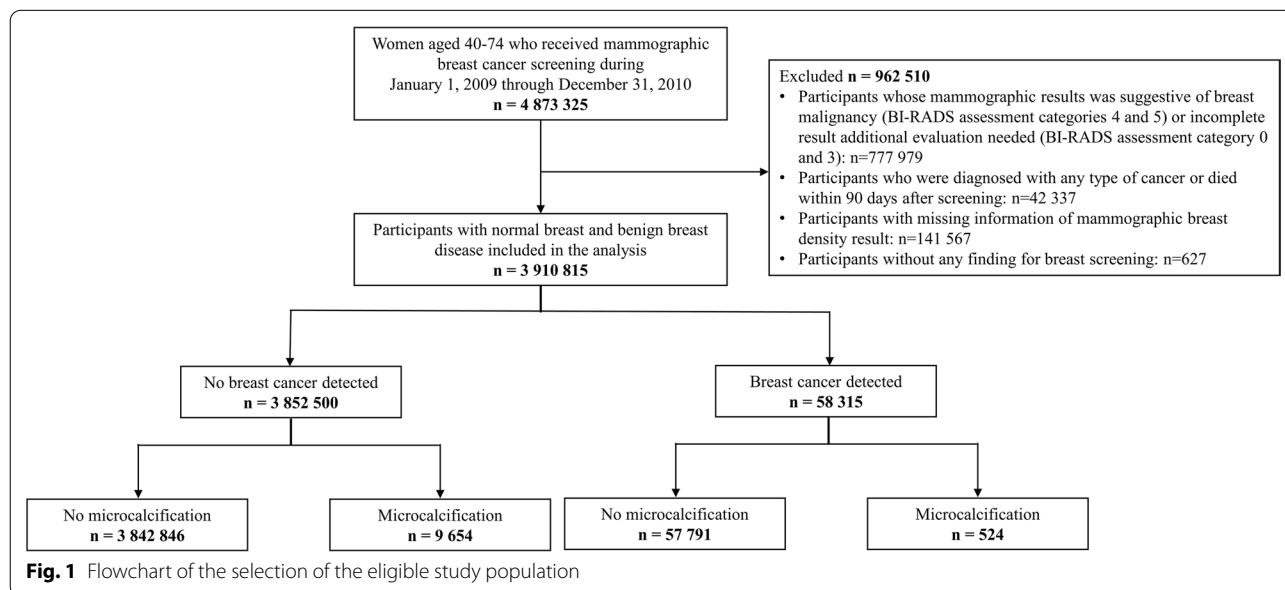 Women aged 40-74 who received mammographic
breast cancer screening during
January 1, 2009 through December 31, 2010
n = 4 873 325
Excluded n = 962 510
• Participants whose mammographic results was suggestive of breast
malignancy (BI-RADS assessment categories 4 and 5) or incomplete
result additional evaluation needed (BI-RADS assessment category 0
and 3): n=777 979
• Participants who were diagnosed with any type of cancer or died
within 90 days after screening: n=42 337
• Participants with missing information of mammographic breast
density result: n=141 567
• Participants without any finding for breast screening: n=627
Participants with normal breast and benign breast
disease included in the analysis
n = 3 910 815
No breast cancer detected
n = 3 852 500
Breast cancer detected
n = 58 315
No microcalcification
n = 3 842 846
Microcalcification
n = 9 654
No microcalcification
n = 57 791
Microcalcification
n = 524
Fig. 1 Flowchart of the selection of the eligible study population